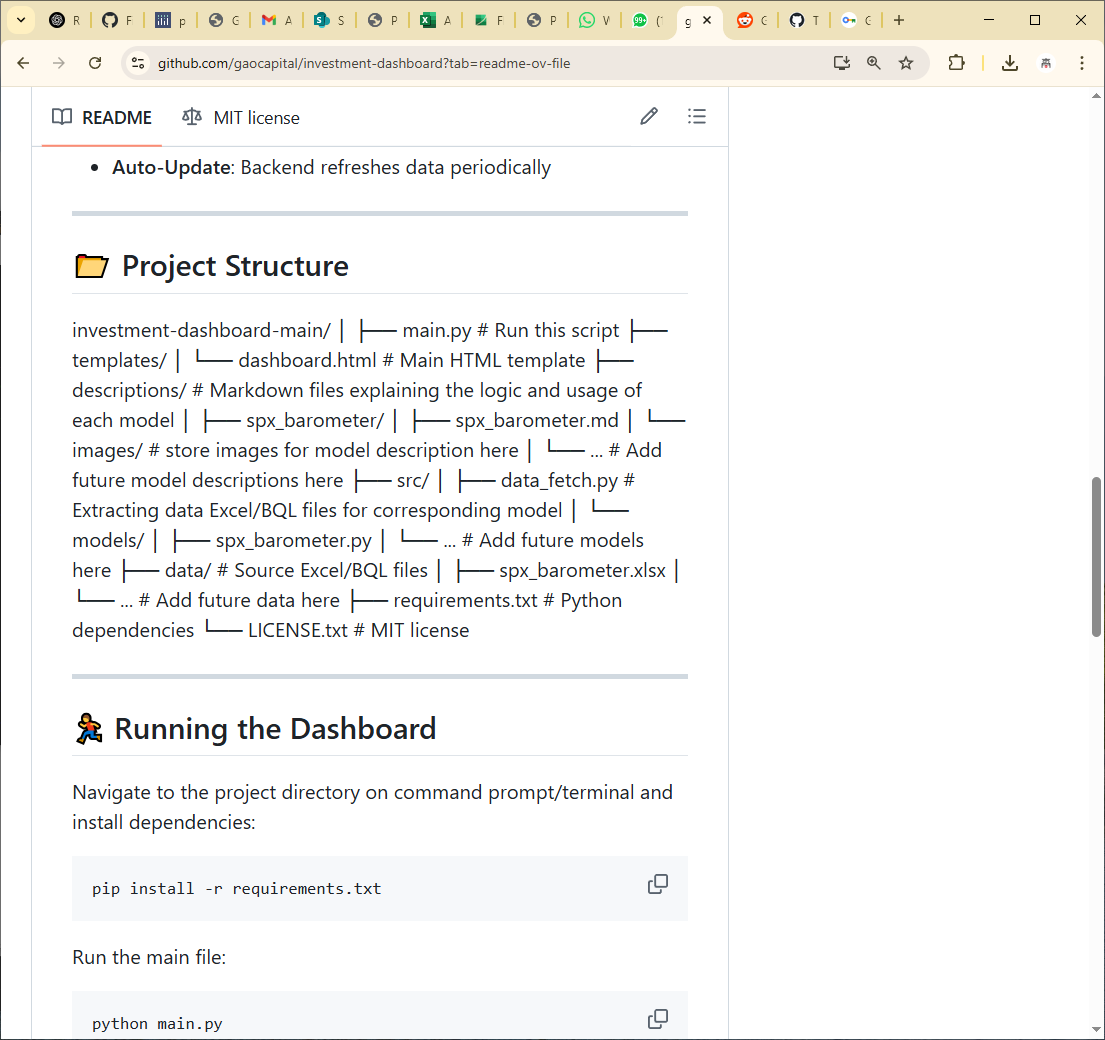 R
F
p
G
A
S
P
A
F
P
V
99+
(
g
G
T
G
github.com/gaocapital/investment-dashboard?tab=readme-ov-file
README
MIT license
• Auto-Update: Backend refreshes data periodically
Project Structure
investment-dashboard-main/ │ ├── main.py # Run this script ├──
templates/ │ └── dashboard.html # Main HTML template ├──
descriptions/ # Markdown files explaining the logic and usage of
each model │ ├── spx_barometer/ │ ├── spx_barometer.md │ └──
images/ # store images for model description here │ └── ... # Add
future model descriptions here ├── src/ │ ├── data_fetch.py #
Extracting data Excel/BQL files for corresponding model │ └──
models/ │ ├── spx_barometer.py │ └── ... # Add future models
here ├── data/ # Source Excel/BQL files │ ├── spx_barometer.xlsx │
└── ... # Add future data here ├── requirements.txt # Python
dependencies └── LICENSE.txt # MIT license
Running the Dashboard
Navigate to the project directory on command prompt/terminal and
install dependencies:
pip install -r requirements.txt
Run the main file:
python main.py